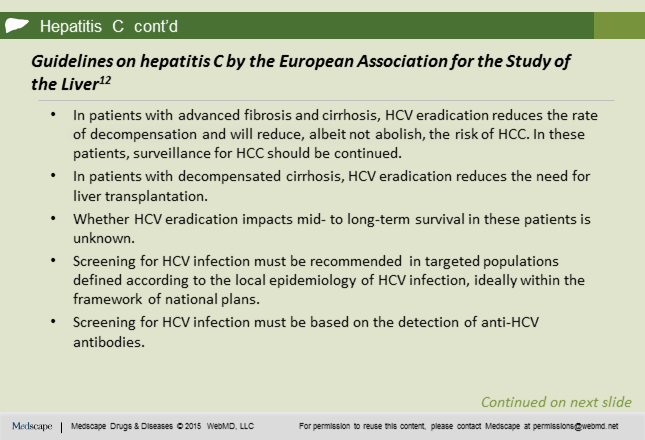 Hepatitis C cont’d
Guidelines on hepatitis C by the European Association for the Study of
the Liver12
• In patients with advanced fibrosis and cirrhosis, HCV eradication reduces the rate
of decompensation and will reduce, albeit not abolish, the risk of HCC. In these
patients, surveillance for HCC should be continued.
• In patients with decompensated cirrhosis, HCV eradication reduces the need for
liver transplantation.
• Whether HCV eradication impacts mid- to long-term survival in these patients is
unknown.
• Screening for HCV infection must be recommended in targeted populations
defined according to the local epidemiology of HCV infection, ideally within the
framework of national plans.
• Screening for HCV infection must be based on the detection of anti-HCV
antibodies.
Continued on next slide
Medscape | Medscape Drugs & Diseases © 2015 WebMD, LLC For permission to reuse this content, please contact Medscape at permissions@webmd.net